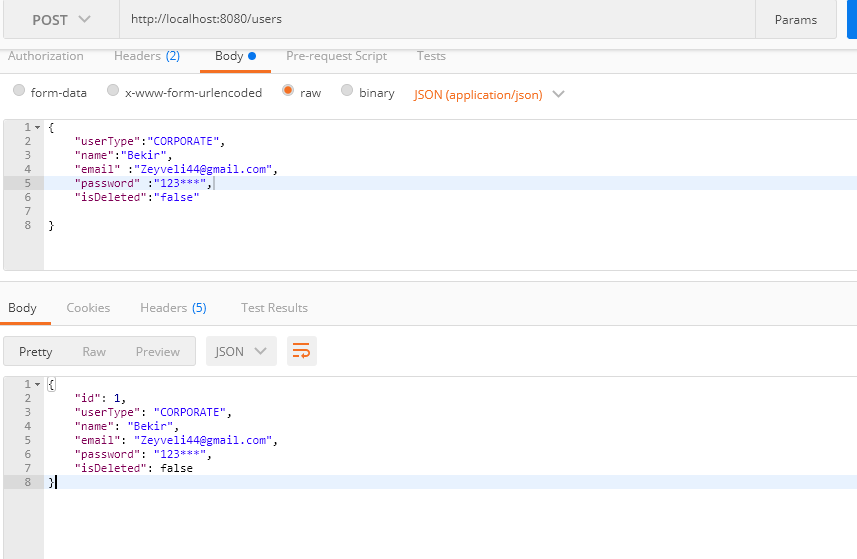 POST http://localhost:8080/users Params
Authorization Headers (2) Body Pre-request Script Tests
form-data x-www-form-urlencoded raw binary JSON (application/json)
1 {
2 "userType":"CORPORATE",
3 "name":"Bekir",
4 "email" :"Zeyveli44@gmail.com",
5 "password" :"123***",
6 "isDeleted":"false"
7
8 }
Body Cookies Headers (5) Test Results
Pretty Raw Preview JSON
1 {
2 "id": 1,
3 "userType": "CORPORATE",
4 "name": "Bekir",
5 "email": "Zeyveli44@gmail.com",
6 "password": "123***",
7 "isDeleted": false
8 }